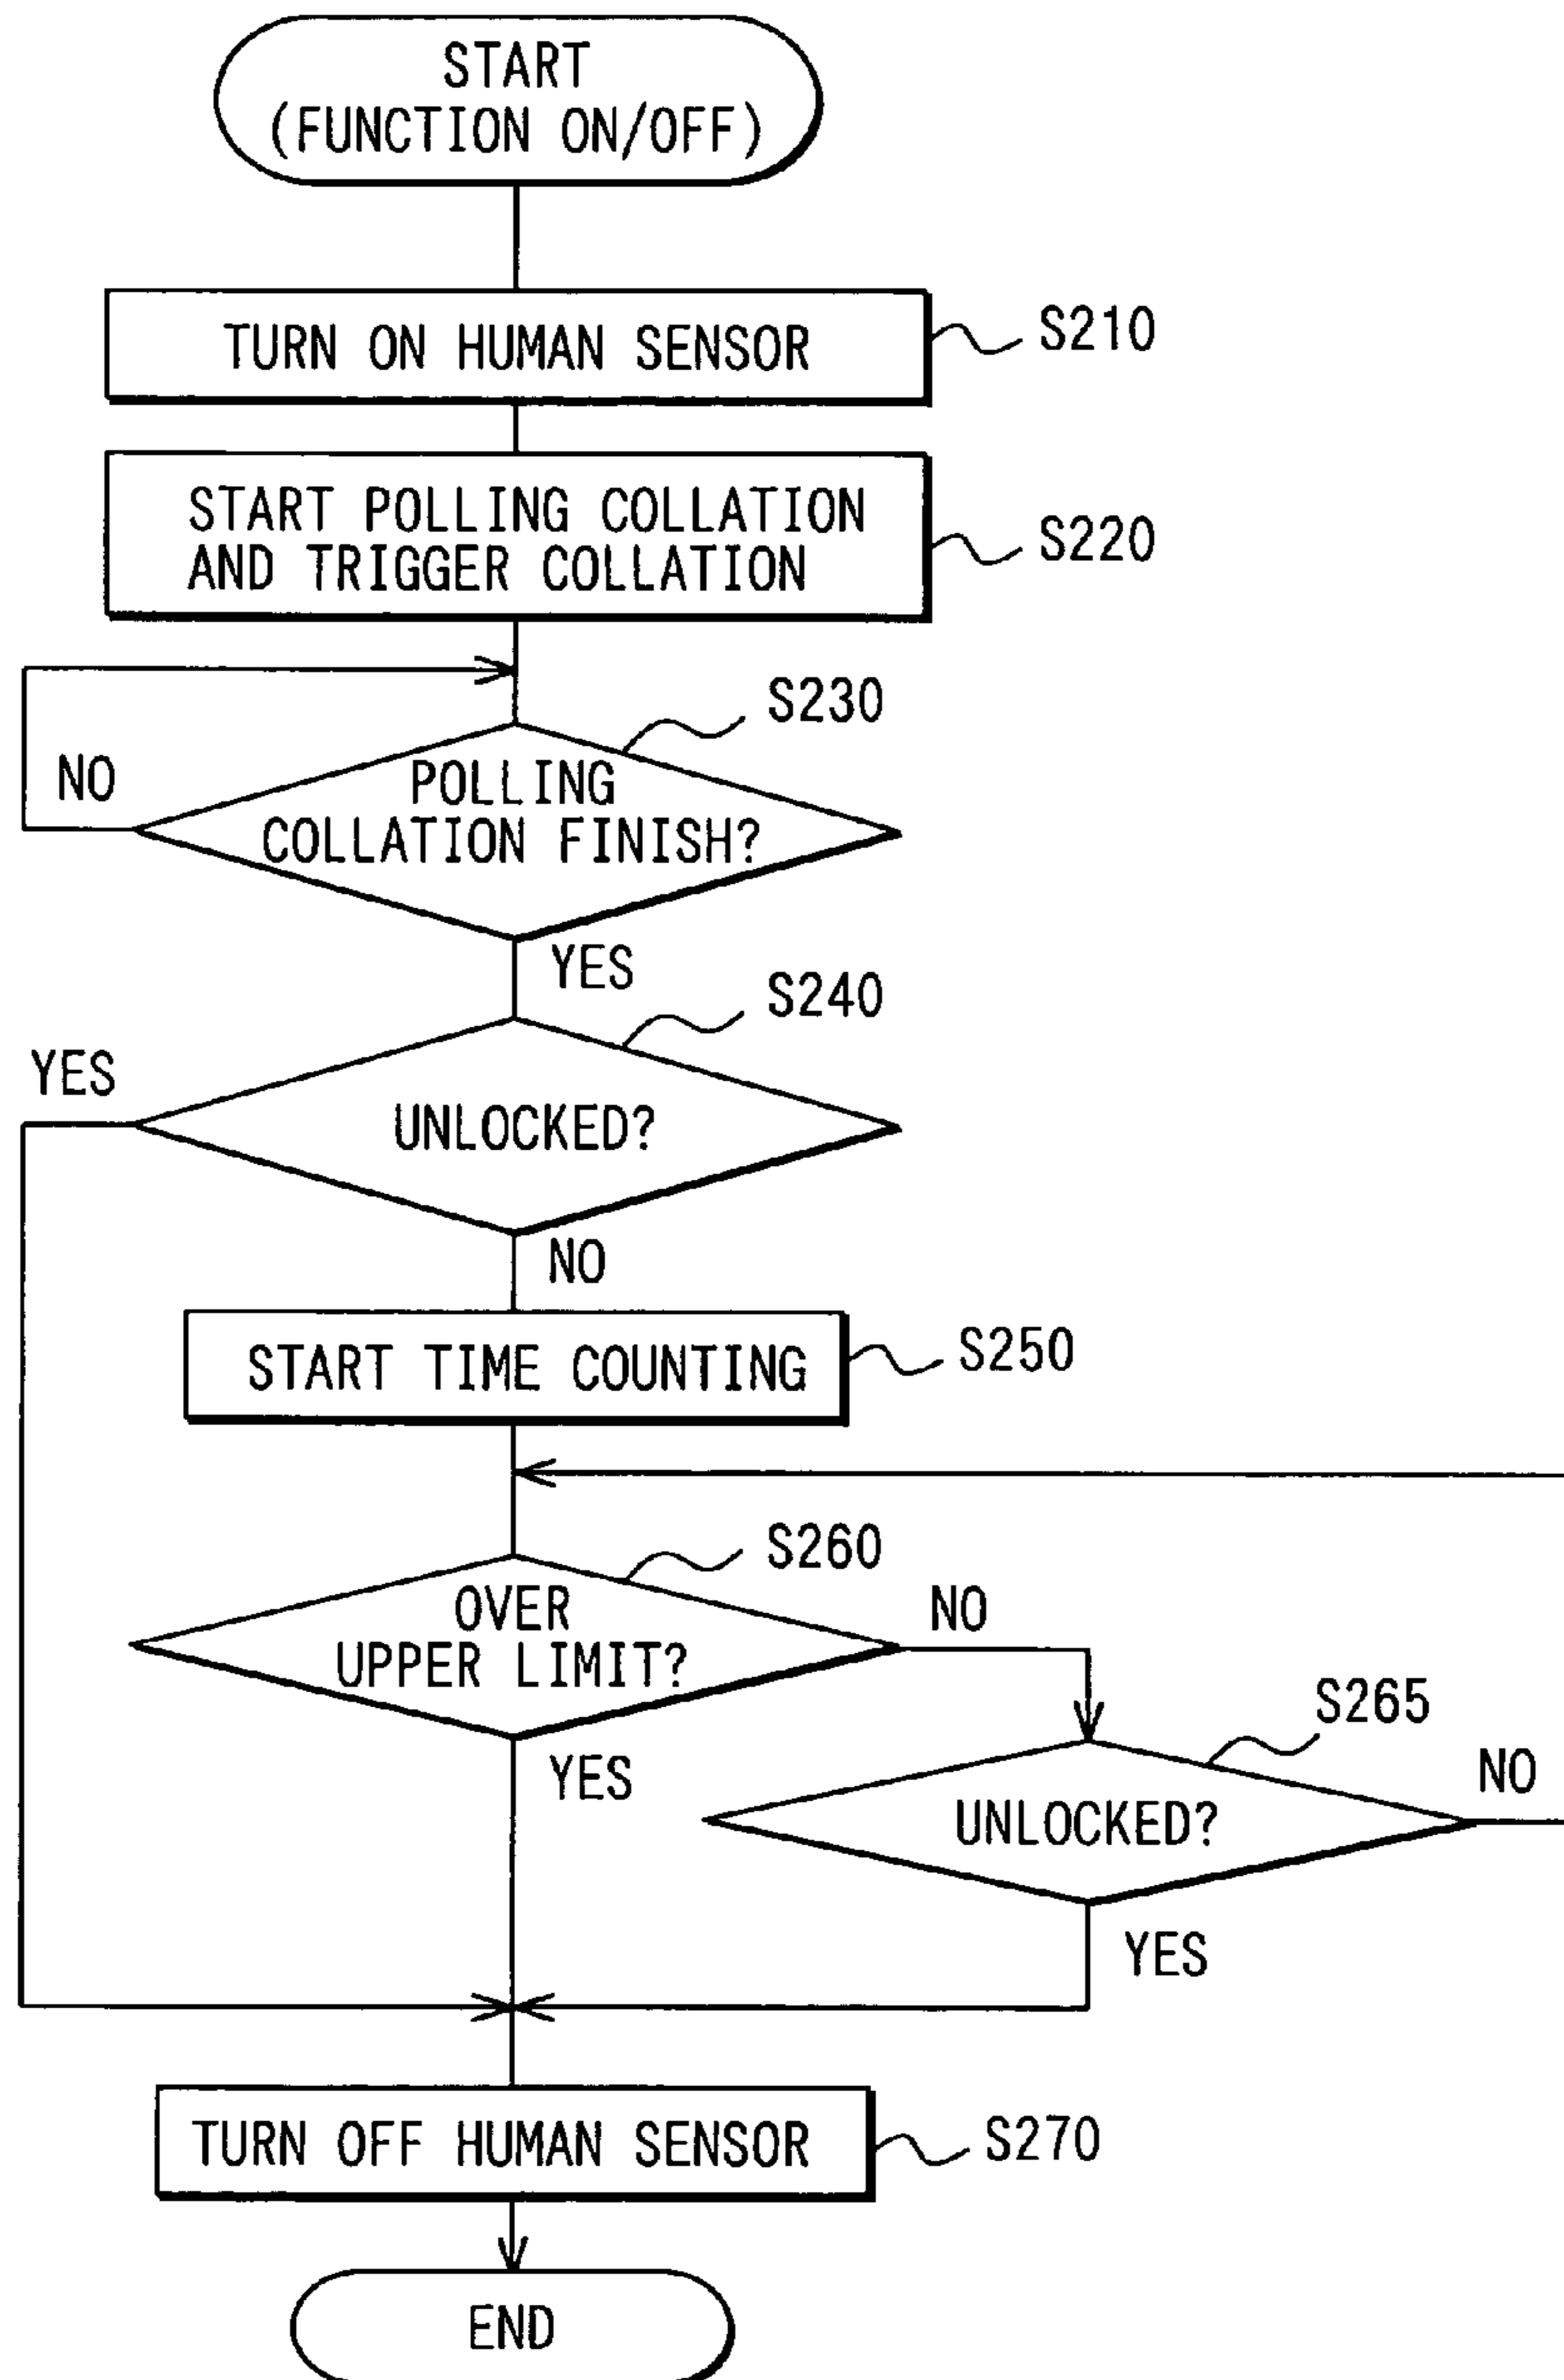 START
(FUNCTION ON/OFF)
TURN ON HUMAN SENSOR
S210
START POLLING COLLATION
AND TRIGGER COLLATION
S220
S230
NO
POLLING
COLLATION FINISH?
YES
S240
YES
UNLOCKED?
NO
START TIME COUNTING
S250
S260
OVER
UPPER LIMIT?
NO
YES
S265
UNLOCKED?
NO
YES
TURN OFF HUMAN SENSOR
S270
END